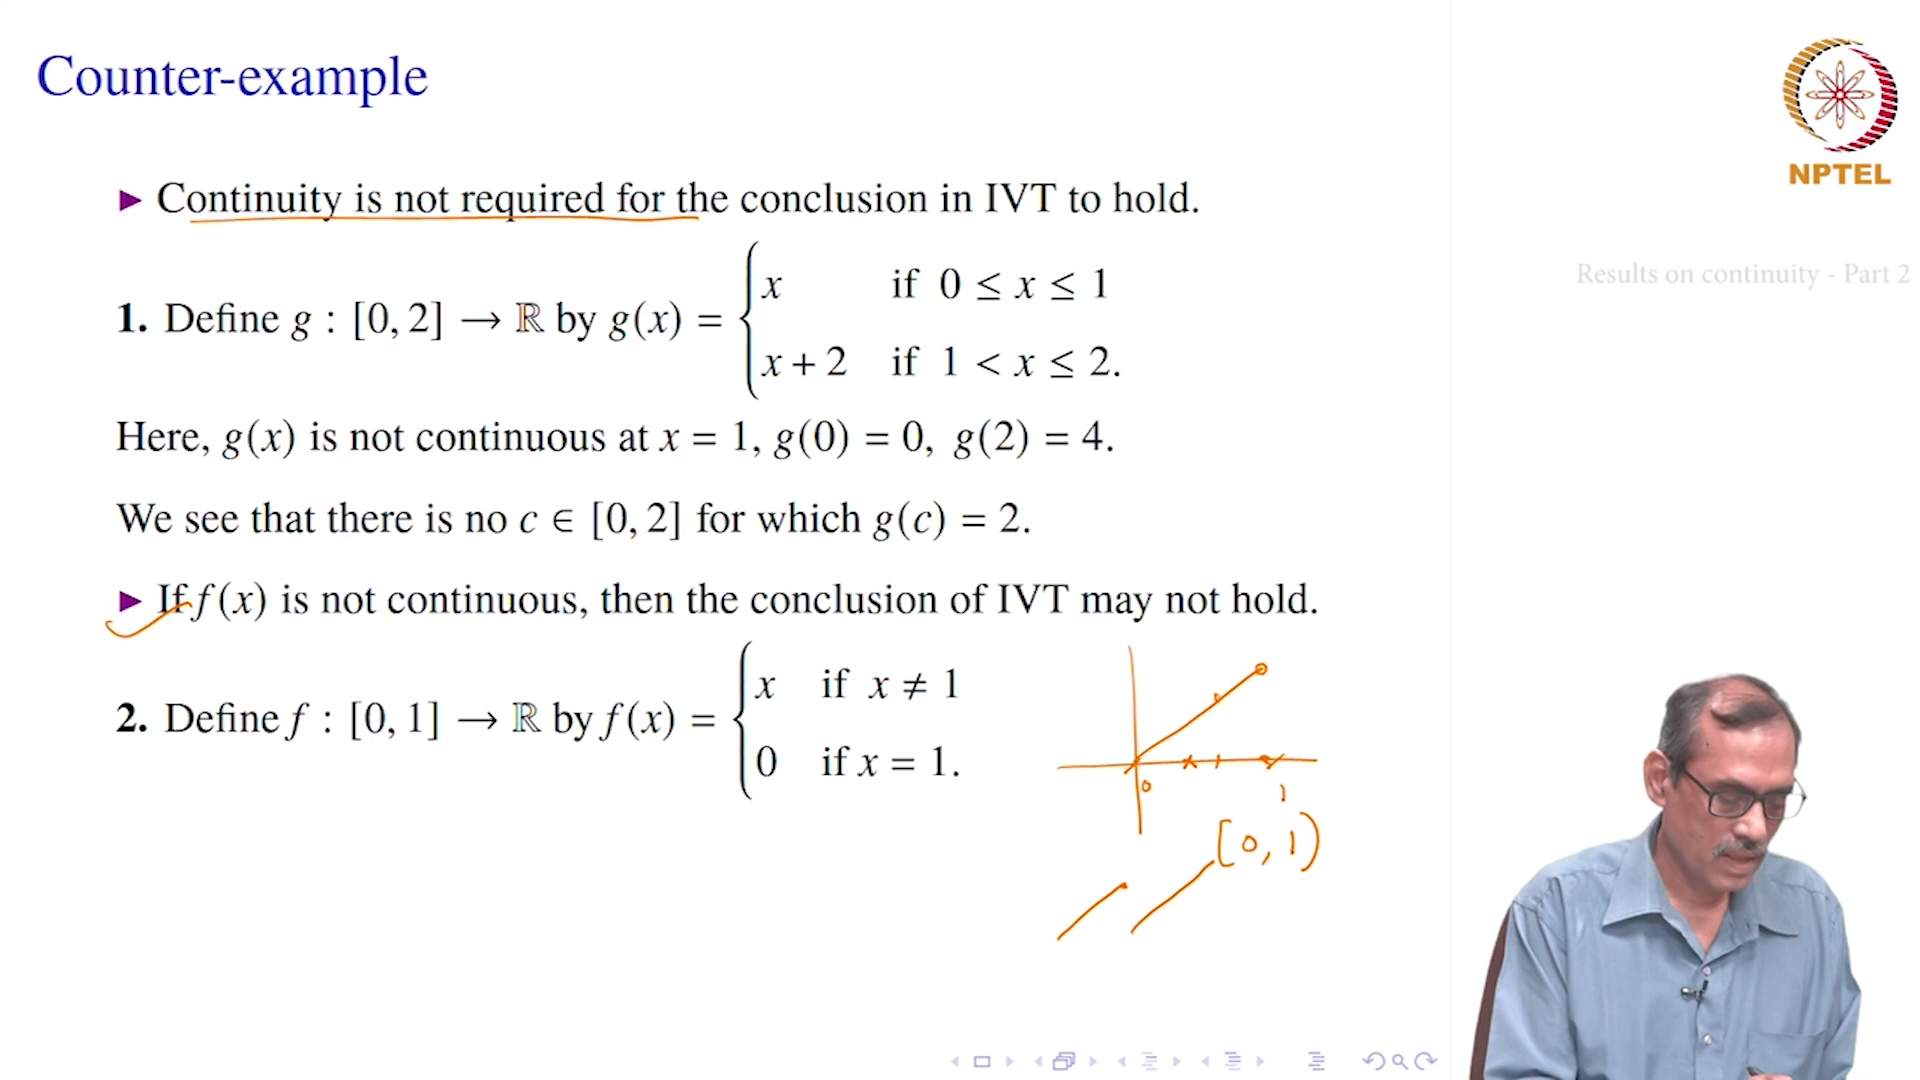 Counter-example
NPTEL
► Continuity is not required for the conclusion in IVT to hold.
Results on continuity - Part 2
1. Define g : [0, 2] → ℝ by g(x) = { x if 0 ≤ x ≤ 1
x + 2 if 1 < x ≤ 2.
Here, g(x) is not continuous at x = 1, g(0) = 0, g(2) = 4.
We see that there is no c ∈ [0, 2] for which g(c) = 2.
► If f(x) is not continuous, then the conclusion of IVT may not hold.
2. Define f : [0, 1] → ℝ by f(x) = { x if x ≠ 1
0 if x = 1.
0 1
[0, 1)